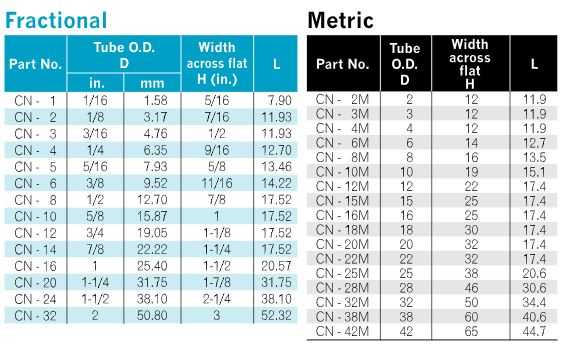 Fractional
Part No. Tube O.D. D in. mm Width across flat H (in.) L
CN - 1 1/16 1.58 5/16 7.90
CN - 2 1/8 3.17 7/16 11.93
CN - 3 3/16 4.76 1/2 11.93
CN - 4 1/4 6.35 9/16 12.70
CN - 5 5/16 7.93 5/8 13.46
CN - 6 3/8 9.52 11/16 14.22
CN - 8 1/2 12.70 7/8 17.52
CN - 10 5/8 15.87 1 17.52
CN - 12 3/4 19.05 1-1/8 17.52
CN - 14 7/8 22.22 1-1/4 17.52
CN - 16 1 25.40 1-1/2 20.57
CN - 20 1-1/4 31.75 1-7/8 31.75
CN - 24 1-1/2 38.10 2-1/4 38.10
CN - 32 2 50.80 3 52.32
Metric
Part No. Tube O.D. D Width across flat H L
CN - 2M 2 12 11.9
CN - 3M 3 12 11.9
CN - 4M 4 12 11.9
CN - 6M 6 14 12.7
CN - 8M 8 16 13.5
CN - 10M 10 19 15.1
CN - 12M 12 22 17.4
CN - 15M 15 25 17.4
CN - 16M 16 25 17.4
CN - 18M 18 30 17.4
CN - 20M 20 32 17.4
CN - 22M 22 32 17.4
CN - 25M 25 38 20.6
CN - 28M 28 46 30.6
CN - 32M 32 50 34.4
CN - 38M 38 60 40.6
CN - 42M 42 65 44.7